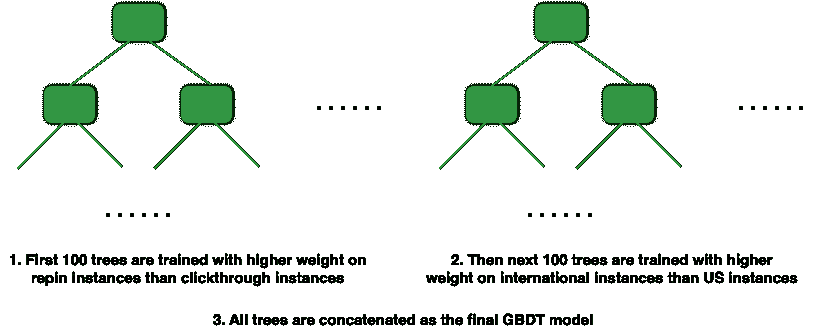 1. First 100 trees are trained with higher weight on
repin instances than clickthrough instances
2. Then next 100 trees are trained with higher
weight on international instances than US instances
3. All trees are concatenated as the final GBDT model